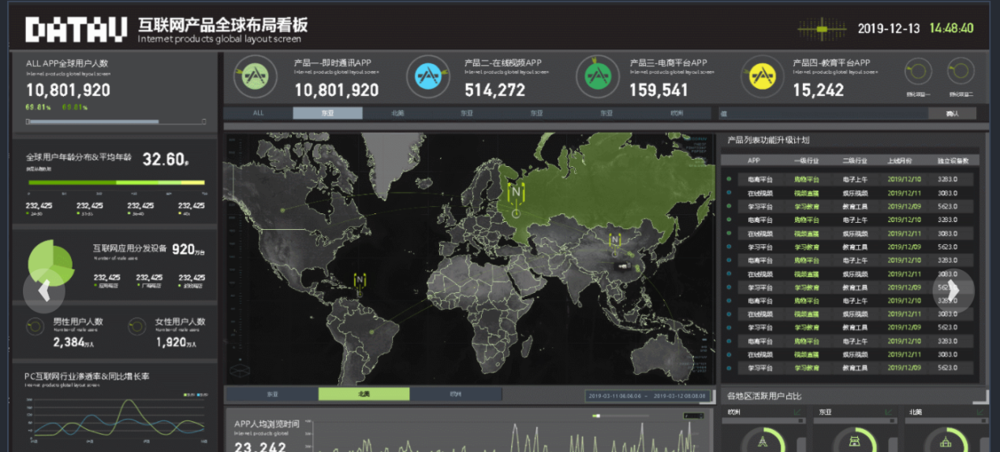 DATAV
互联网产品全球布局看板
Internet products global layout screen
2019-12-13 14:48:40
ALL APP全球用户人数
Internet products global layout screen
10,801,920
69.81% 69.81%
产品一-即时通讯APP
Internet products global layout screen
10,801,920
产品二-在线视频APP
Internet products global layout screen
514,272
产品三-电商平台APP
Internet products global layout screen
159,541
产品四-教育平台APP
Internet products global layout screen
15,242
ALL 东亚 北美 东亚 东亚 东亚 欧洲
确认
全球用户年龄分布&平均年龄 32.60岁
232,425 232,425 232,425 232,425
互联网应用分发设备 920万台
Number of male users
232,425 232,425 232,425
男性用户人数
Number of male users
2,384万人
女性用户人数
Number of male users
1,920万人
PC互联网行业渗透率&同比增长率
Internet products global layout screen
N
N
N
东亚 北美 欧洲
2019-03-11 06:06:06 - 2019-03-12 08:08:08
APP人均浏览时间
Internet products global
23,242
产品列表功能升级计划
APP 一级行业 二级行业 上线月份 独立设备数
电商平台 购物平台 电子上午 2019/12/10 3283.0
在线视频 视频直播 娱乐视频 2019/12/11 3083.0
学习平台 学习教育 教育工具 2019/12/09 5623.0
电商平台 购物平台 电子上午 2019/12/10 3283.0
在线视频 视频直播 娱乐视频 2019/12/11 3083.0
学习平台 学习教育 教育工具 2019/12/09 5623.0
电商平台 购物平台 电子上午 2019/12/10 3283.0
在线视频 视频直播 娱乐视频 2019/12/11 3083.0
学习平台 学习教育 教育工具 2019/12/09
电商平台 购物平台 电子上午 2019/12/10
在线视频 视频直播 娱乐视频 2019/12/11 3083.0
学习平台 学习教育 教育工具 2019/12/09 5623.0
电商平台 购物平台 电子上午 2019/12/10 3283.0
在线视频 视频直播 娱乐视频 2019/12/11 3083.0
学习平台 学习教育 教育工具 2019/12/09 5623.0
各地区活跃用户占比
欧洲 东亚 北美